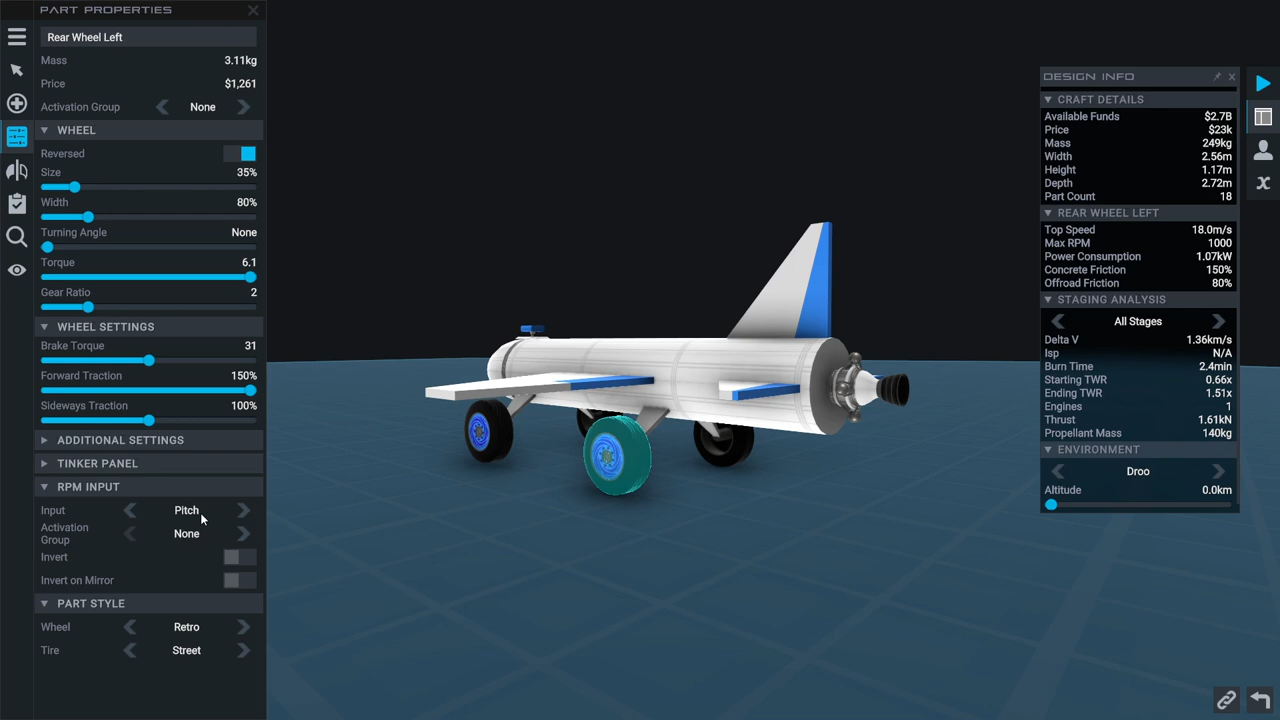 PART PROPERTIES
Rear Wheel Left
Mass 3.11kg
Price $1,261
Activation Group None
WHEEL
Reversed
Size 35%
Width 80%
Turning Angle None
Torque 6.1
Gear Ratio 2
WHEEL SETTINGS
Brake Torque 31
Forward Traction 150%
Sideways Traction 100%
ADDITIONAL SETTINGS
TINKER PANEL
RPM INPUT
Input Pitch
Activation Group None
Invert
Invert on Mirror
PART STYLE
Wheel Retro
Tire Street
DESIGN INFO
CRAFT DETAILS
Available Funds $2.7B
Price $23k
Mass 249kg
Width 2.56m
Height 1.17m
Depth 2.72m
Part Count 18
REAR WHEEL LEFT
Top Speed 18.0m/s
Max RPM 1000
Power Consumption 1.07kW
Concrete Friction 150%
Offroad Friction 80%
STAGING ANALYSIS
All Stages
Delta V 1.36km/s
Isp N/A
Burn Time 2.4min
Starting TWR 0.66x
Ending TWR 1.51x
Engines 1
Thrust 1.61kN
Propellant Mass 140kg
ENVIRONMENT
Droo
Altitude 0.0km